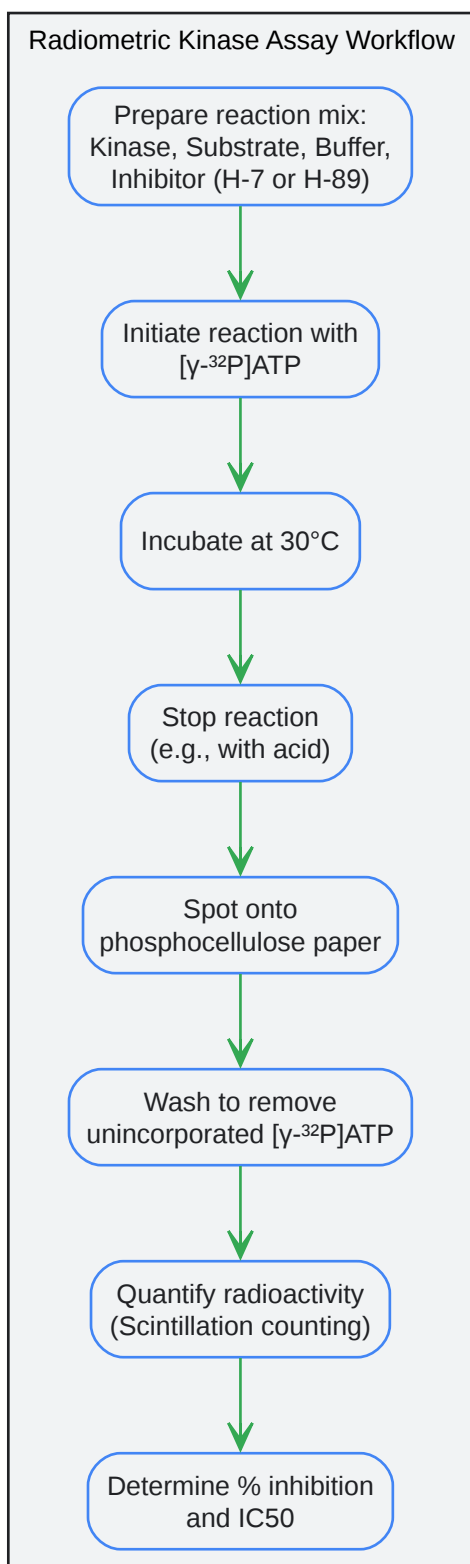 Radiometric Kinase Assay Workflow
Prepare reaction mix:
Kinase, Substrate, Buffer,
Inhibitor (H-7 or H-89)
Initiate reaction with
[γ-³²P]ATP
Incubate at 30°C
Stop reaction
(e.g., with acid)
Spot onto
phosphocellulose paper
Wash to remove
unincorporated [γ-³²P]ATP
Quantify radioactivity
(Scintillation counting)
Determine % inhibition
and IC50